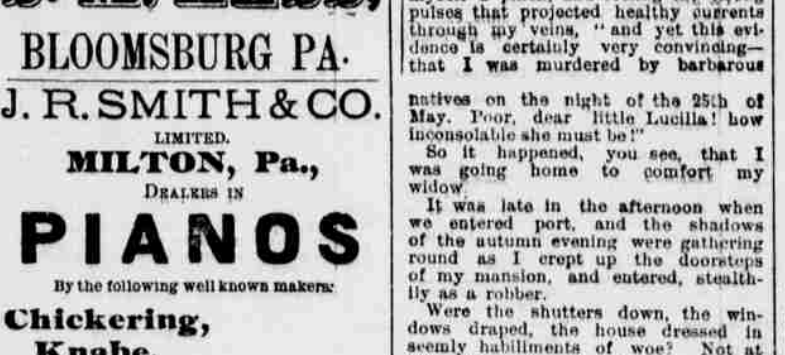 BLOOMSBURG PA.
J. R. SMITH & CO.
LIMITED.
MILTON, Pa.,
DEALERS IN
PIANOS
By the following well known makers:
Chickering,
Knabe,
pulses that projected healthy currents
through my veins, "and yet this evi-
dence is certainly very convincing—
that I was murdered by barbarous
natives on the night of the 25th of
May. Poor, dear little Lucilla! how
inconsolable she must be!"
So it happened, you see, that I
was going home to comfort my
widow.
It was late in the afternoon when
we entered port, and the shadows
of the autumn evening were gathering
round as I crept up the doorsteps
of my mansion, and entered, stealth-
ily as a robber.
Were the shutters down, the win-
dows draped, the house dressed in
seemly habiliments of woe? Not at